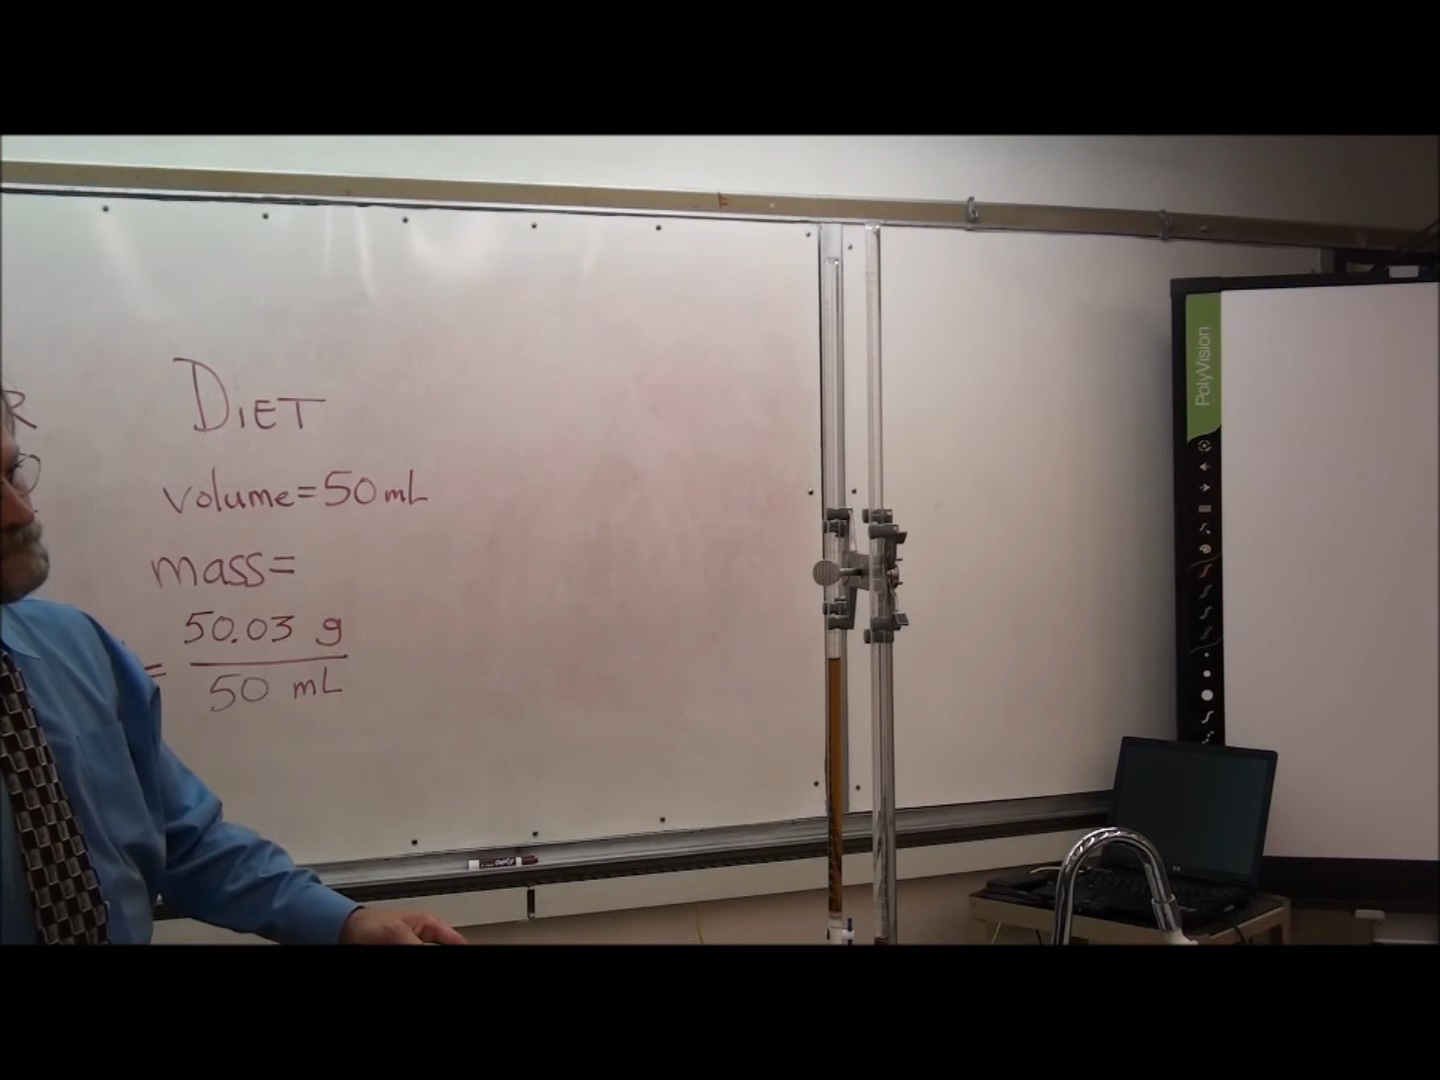 R
DIET
volume=50mL
mass=
50.03 g
=
50 mL
PolyVision